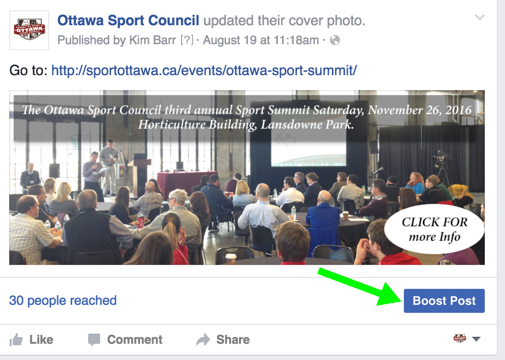 Ottawa Sport Council updated their cover photo.
Published by Kim Barr [?] · August 19 at 11:18am ·
Go to: http://sportottawa.ca/events/ottawa-sport-summit/
The Ottawa Sport Council third annual Sport Summit Saturday, November 26, 2016
Horticulture Building, Lansdowne Park.
CLICK FOR
more Info
30 people reached
Boost Post
Like
Comment
Share